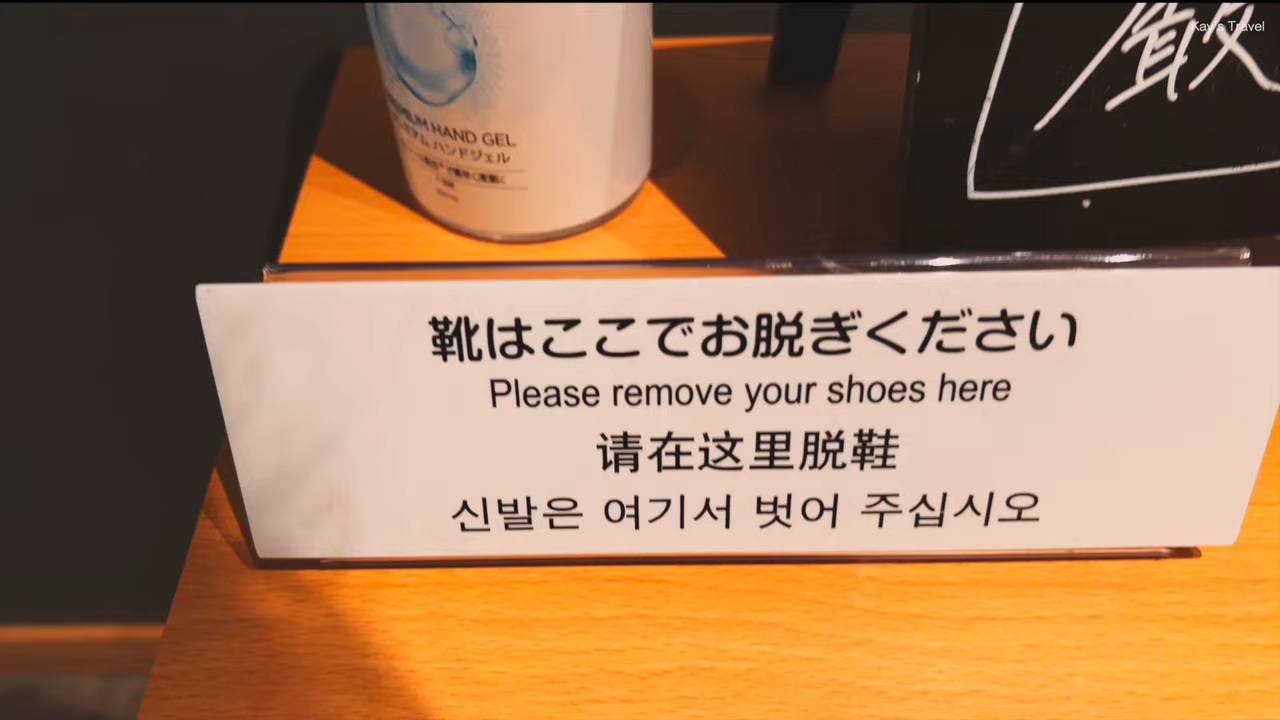 Kay's Travel
厳
PREMIUM HAND GEL
プレミアム ハンドジェル
靴はここでお脱ぎください
Please remove your shoes here
请在这里脱鞋
신발은 여기서 벗어 주십시오